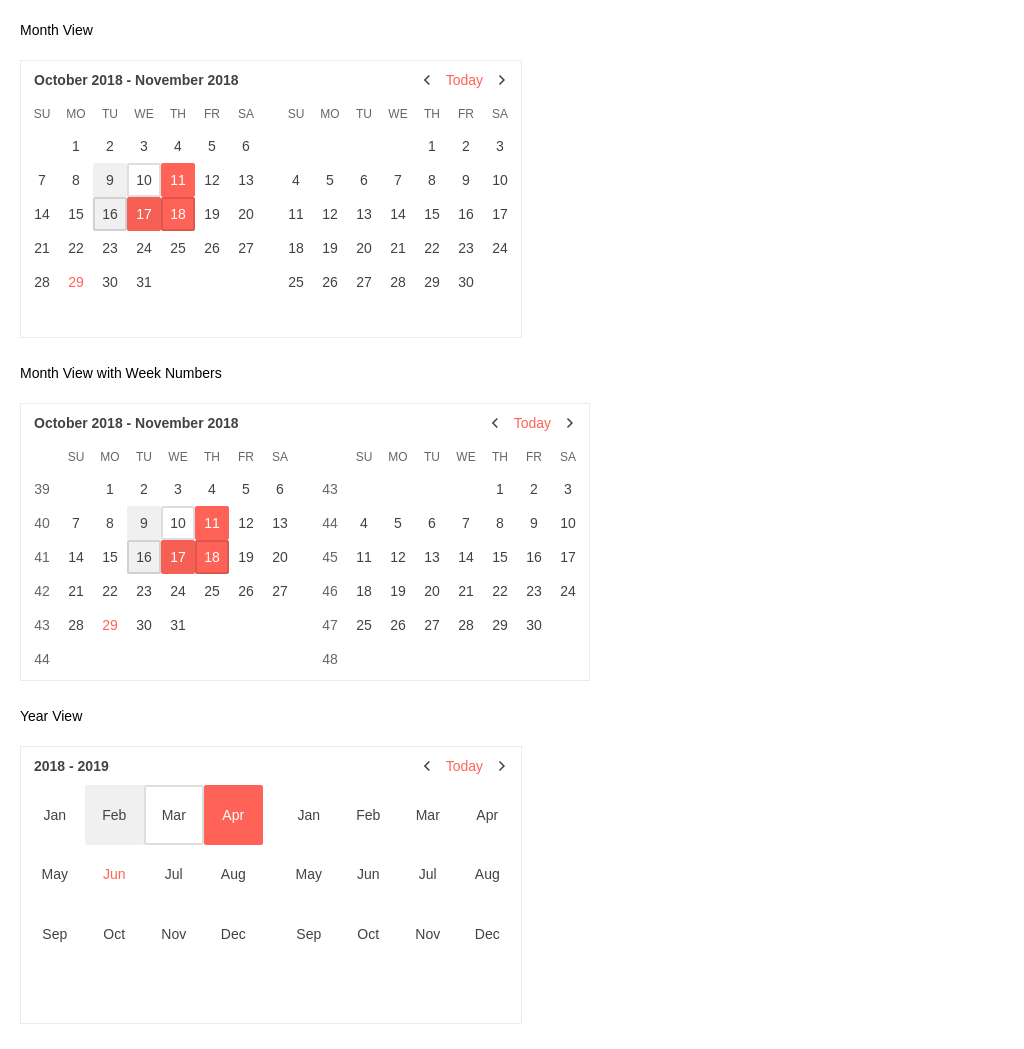 Month View
October 2018 - November 2018 Today
SU MO TU WE TH FR SA SU MO TU WE TH FR SA
1 2 3 4 5 6 1 2 3
7 8 9 10 11 12 13 4 5 6 7 8 9 10
14 15 16 17 18 19 20 11 12 13 14 15 16 17
21 22 23 24 25 26 27 18 19 20 21 22 23 24
28 29 30 31 25 26 27 28 29 30
Month View with Week Numbers
October 2018 - November 2018 Today
SU MO TU WE TH FR SA SU MO TU WE TH FR SA
39 1 2 3 4 5 6 43 1 2 3
40 7 8 9 10 11 12 13 44 4 5 6 7 8 9 10
41 14 15 16 17 18 19 20 45 11 12 13 14 15 16 17
42 21 22 23 24 25 26 27 46 18 19 20 21 22 23 24
43 28 29 30 31 47 25 26 27 28 29 30
44 48
Year View
2018 - 2019 Today
Jan Feb Mar Apr Jan Feb Mar Apr
May Jun Jul Aug May Jun Jul Aug
Sep Oct Nov Dec Sep Oct Nov Dec